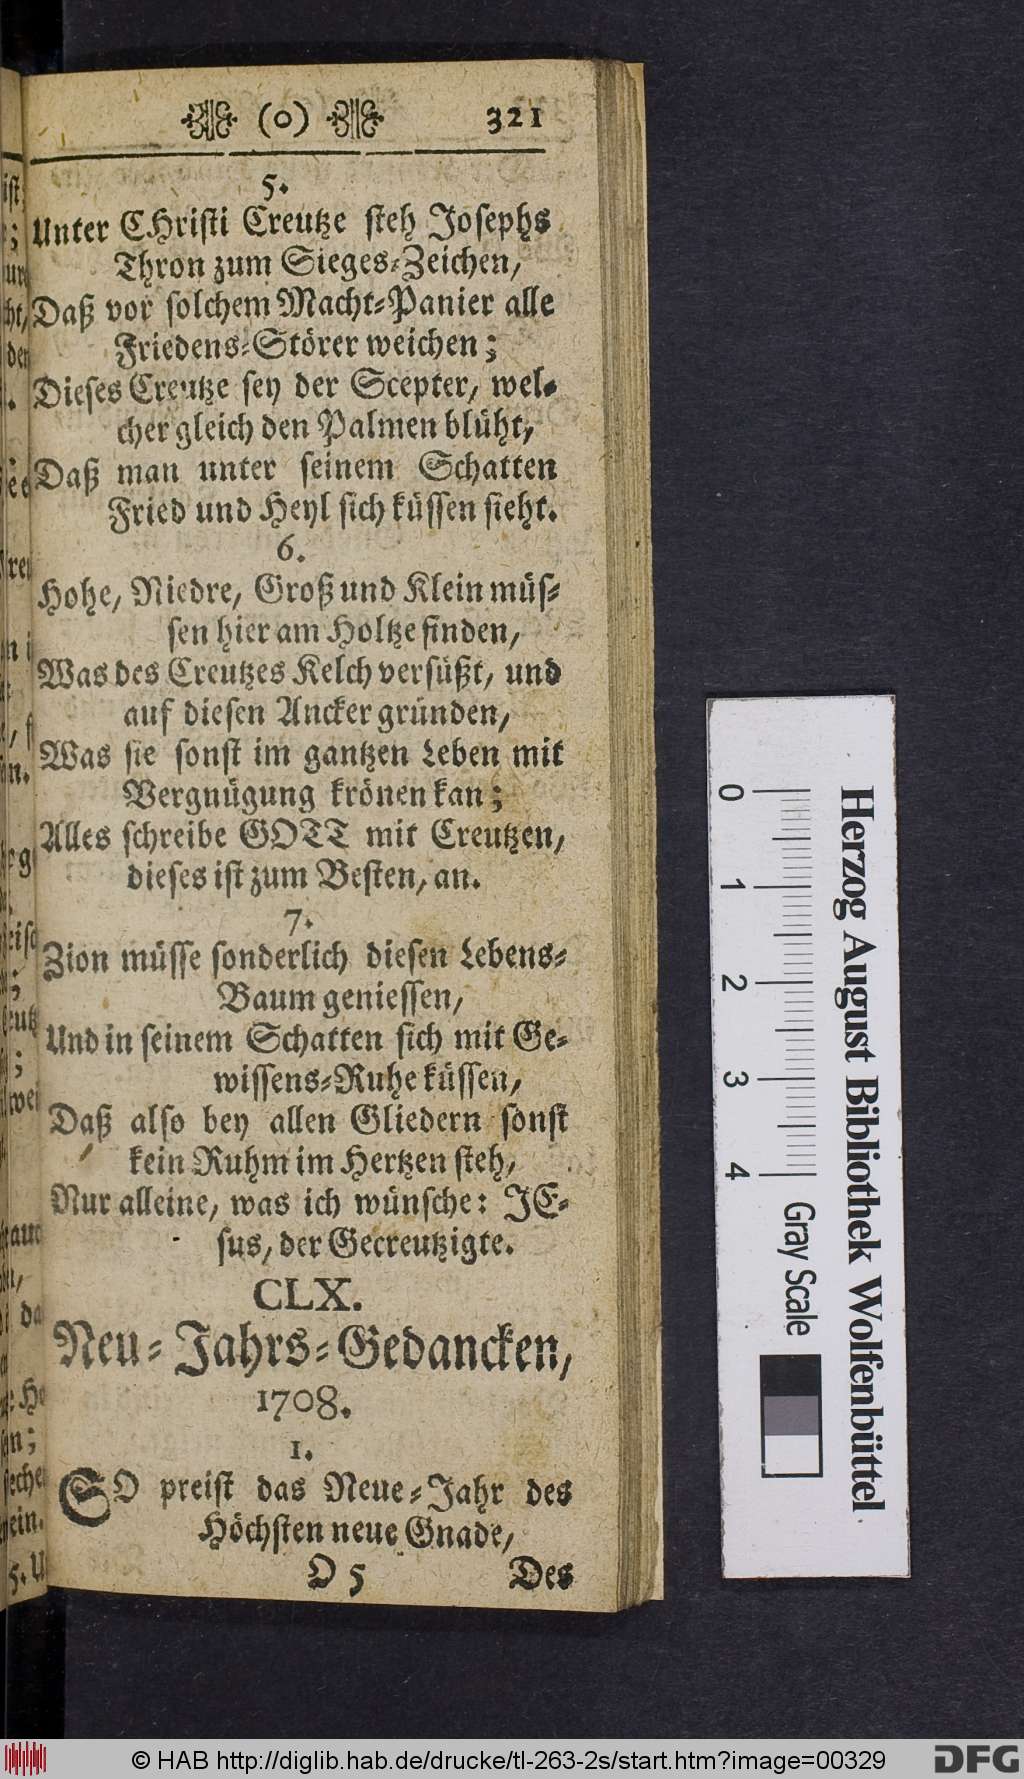 (o) 321
5.
Unter CHristi Creutze steh Josephs
Thron zum Sieges-Zeichen,
Daß vor solchem Macht-Panier alle
Friedens-Störer weichen;
Dieses Creutze sey der Scepter, wel-
cher gleich den Palmen blüht,
Daß man unter seinem Schatten
Fried und Heyl sich küssen sieht.
6.
Hohe, Niedre, Groß und Klein müs-
sen hier am Holtze finden,
Was des Creutzes Kelch versüßt, und
auf diesen Ancker gründen,
Was sie sonst im gantzen Leben mit
Vergnügung krönen kan;
Alles schreibe GOTT mit Creutzen,
dieses ist zum Besten, an.
7.
Zion müsse sonderlich diesen Lebens-
Baum geniessen,
Und in seinem Schatten sich mit Ge-
wissens-Ruhe küssen,
Daß also bey allen Gliedern sonst
kein Ruhm im Hertzen steh,
Nur alleine, was ich wünsche: JE-
sus, der Gecreutzigte.
CLX.
Neu-Jahrs-Gedancken,
1708.
1.
SO preist das Neue-Jahr des
Höchsten neue Gnade,
O 5 Des
0 1 2 3 4
Gray Scale
Herzog August Bibliothek Wolfenbüttel
© HAB http://diglib.hab.de/drucke/tl-263-2s/start.htm?image=00329
DFG